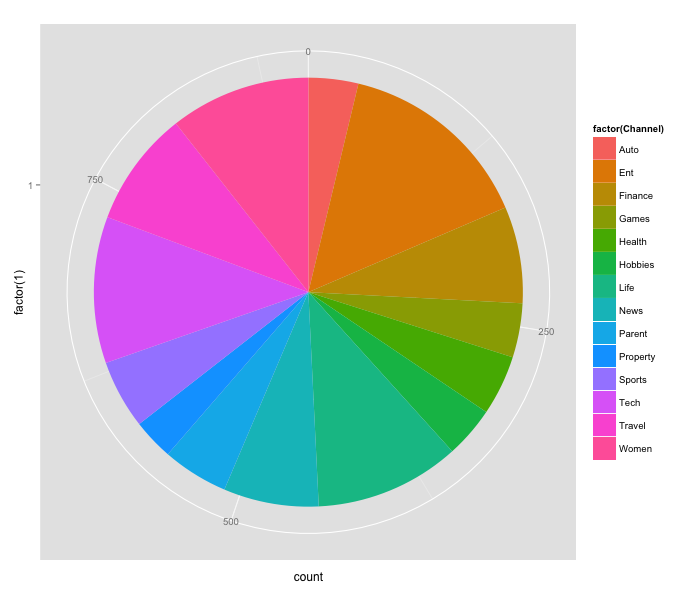 0
250
500
750
1
factor(1)
count
factor(Channel)
Auto
Ent
Finance
Games
Health
Hobbies
Life
News
Parent
Property
Sports
Tech
Travel
Women